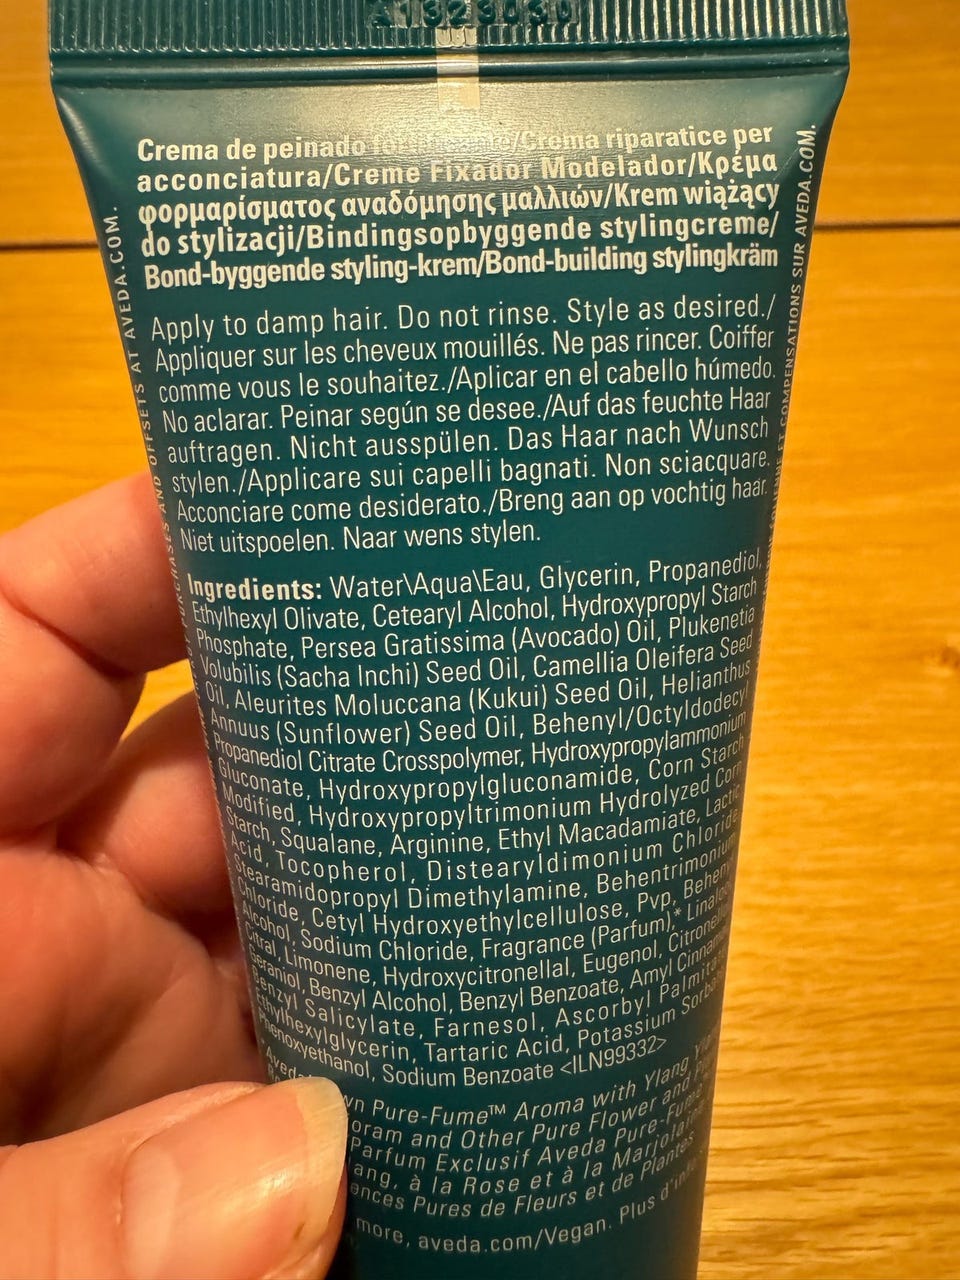 A1323030
Crema de peinado /Crema riparatice per
acconciatura/Creme Fixador Modelador/Κρέμα
φορμαρίσματος αναδόμησης μαλλιών/Krem wiążący
do stylizacji/Bindingsopbyggende stylingcreme/
Bond-byggende styling-krem/Bond-building stylingkräm
Apply to damp hair. Do not rinse. Style as desired./
Appliquer sur les cheveux mouillés. Ne pas rincer. Coiffer
comme vous le souhaitez./Aplicar en el cabello húmedo.
No aclarar. Peinar según se desee./Auf das feuchte Haar
auftragen. Nicht ausspülen. Das Haar nach Wunsch
stylen./Applicare sui capelli bagnati. Non sciacquare.
Acconciare come desiderato./Breng aan op vochtig haar.
Niet uitspoelen. Naar wens stylen.
Ingredients: Water\Aqua\Eau, Glycerin, Propanediol,
Ethylhexyl Olivate, Cetearyl Alcohol, Hydroxypropyl Starch
Phosphate, Persea Gratissima (Avocado) Oil, Plukenetia
Volubilis (Sacha Inchi) Seed Oil, Camellia Oleifera Seed
Oil, Aleurites Moluccana (Kukui) Seed Oil, Helianthus
Annuus (Sunflower) Seed Oil, Behenyl/Octyldodecyl
Propanediol Citrate Crosspolymer, Hydroxypropylammonium
Gluconate, Hydroxypropylgluconamide, Corn Starch
Modified, Hydroxypropyltrimonium Hydrolyzed Corn
Starch, Squalane, Arginine, Ethyl Macadamiate, Lactic
Acid, Tocopherol, Distearyldimonium Chloride,
Stearamidopropyl Dimethylamine, Behentrimonium
Chloride, Cetyl Hydroxyethylcellulose, Pvp, Behenyl
Alcohol, Sodium Chloride, Fragrance (Parfum),* Linalool,
Citral, Limonene, Hydroxycitronellal, Eugenol, Citronellol,
Geraniol, Benzyl Alcohol, Benzyl Benzoate, Amyl Cinnamal,
Benzyl Salicylate, Farnesol, Ascorbyl Palmitate,
Ethylhexylglycerin, Tartaric Acid, Potassium Sorbate,
Phenoxyethanol, Sodium Benzoate <ILN99332>
Pure-Fume™ Aroma with Ylang
and Other Pure Flower and
Parfum Exclusif Aveda Pure-Fume™
à la Rose et à la Marjolaine
Pures de Fleurs et de Plantes
more, aveda.com/Vegan. Plus
PURCHASES AND OFFSETS AT AVEDA.COM.
ET COMPENSATIONS SUR AVEDA.COM.